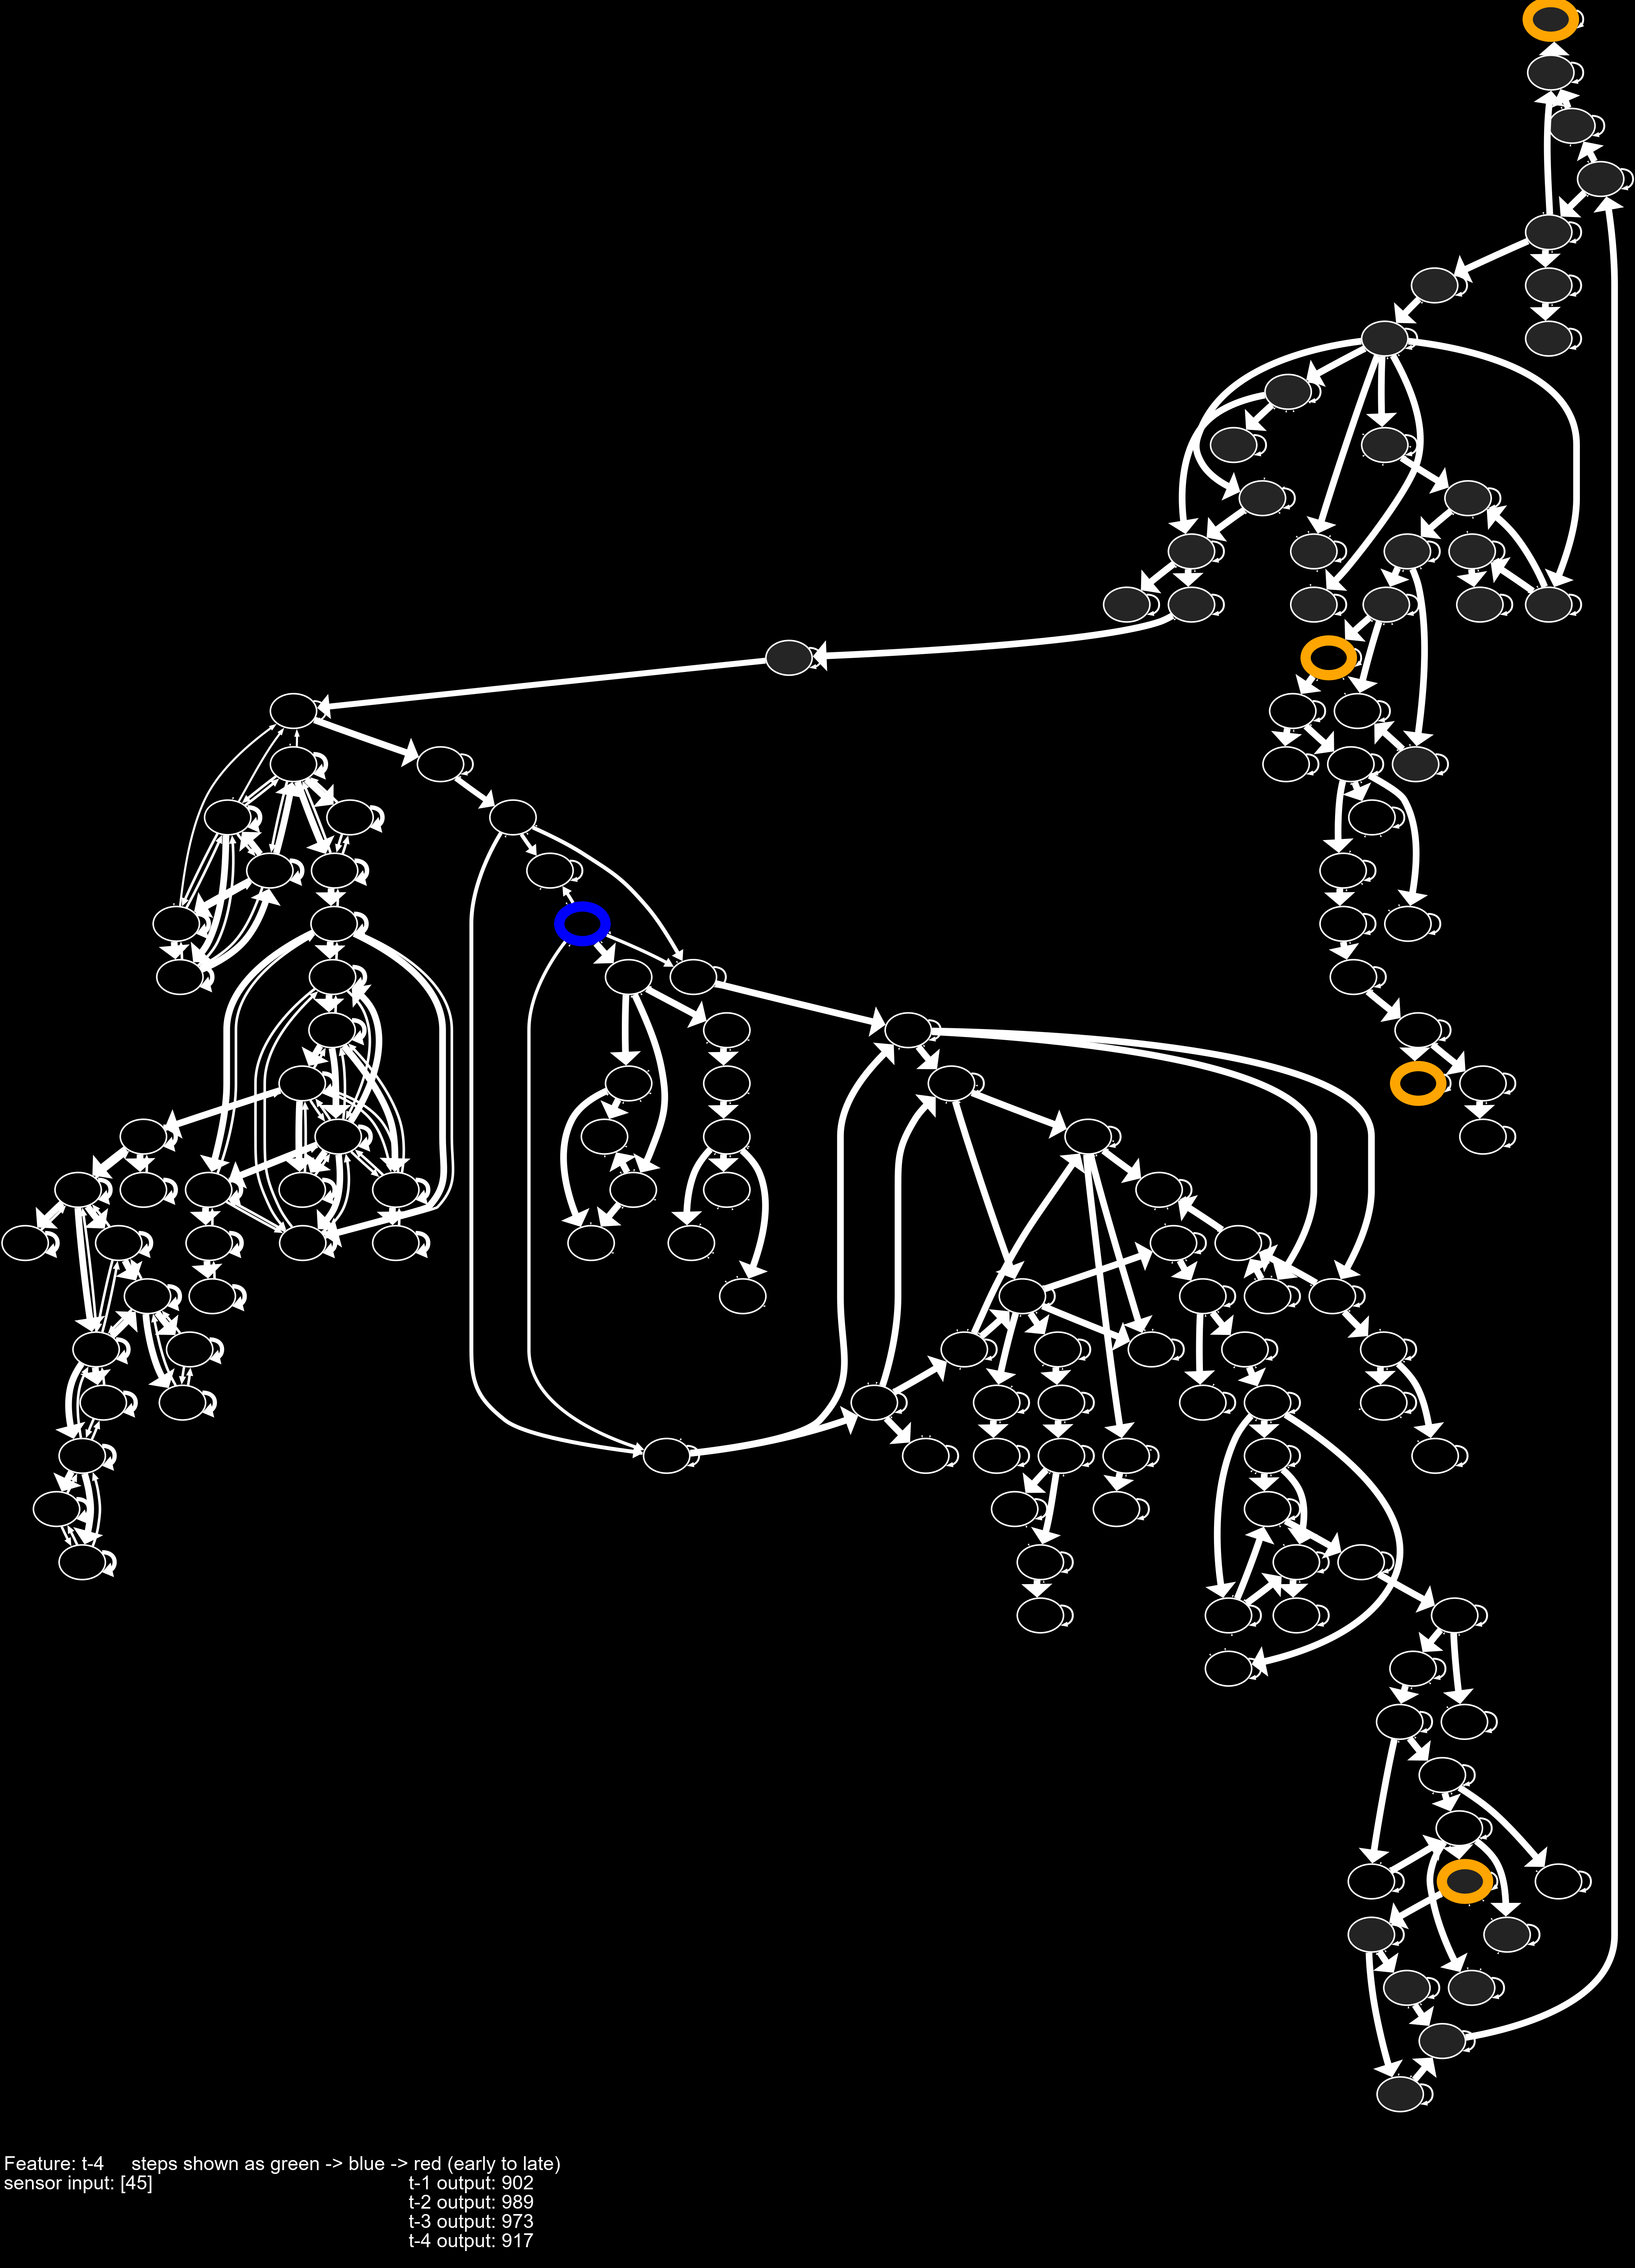 Feature: t-4 steps shown as green -> blue -> red (early to late)
sensor input: [45] t-1 output: 902
t-2 output: 989
t-3 output: 973
t-4 output: 917